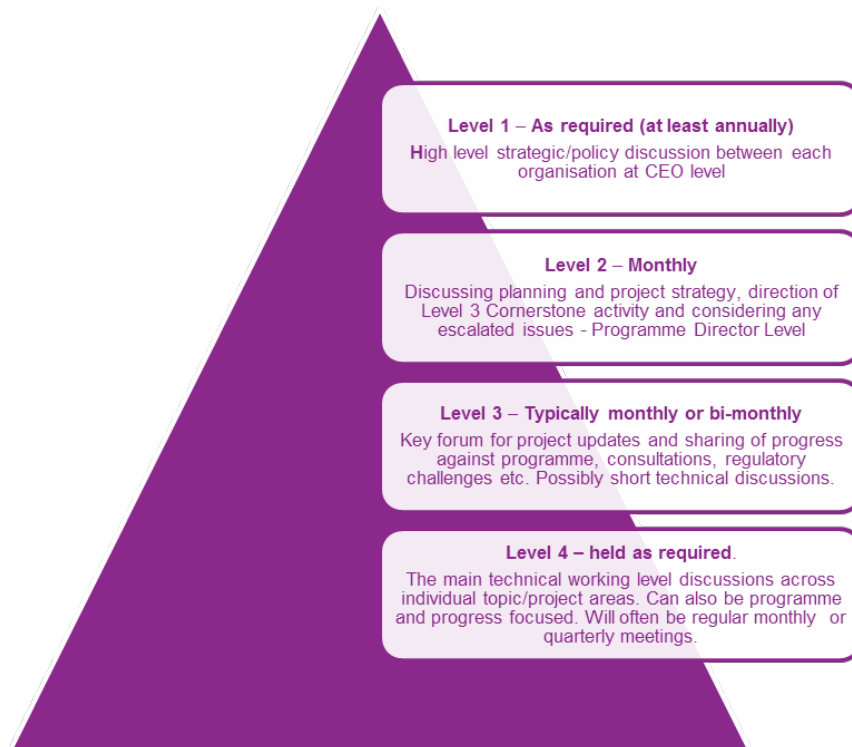 Level 1 – As required (at least annually)
High level strategic/policy discussion between each
organisation at CEO level
Level 2 – Monthly
Discussing planning and project strategy, direction of
Level 3 Cornerstone activity and considering any
escalated issues - Programme Director Level
Level 3 – Typically monthly or bi-monthly
Key forum for project updates and sharing of progress
against programme, consultations, regulatory
challenges etc. Possibly short technical discussions.
Level 4 – held as required.
The main technical working level discussions across
individual topic/project areas. Can also be programme
and progress focused. Will often be regular monthly or
quarterly meetings.